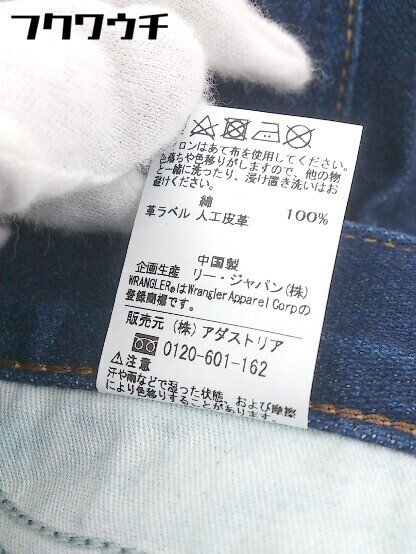 フクワウチ
イロンはあて布を使用してください。
色落ちや色移りがしますので、他の物
と一緒に洗ったり、浸け置き洗いはお
避けください。
綿 100%
革ラベル 人工皮革
中国製
企画生産 リー・ジャパン(株)
WRANGLER®はWrangler Apparel Corpの
登録商標です。
販売元 (株)アダストリア
0120-601-162
⚠注意
汗や雨などで湿った状態、および摩擦
により色移りすることがあります。